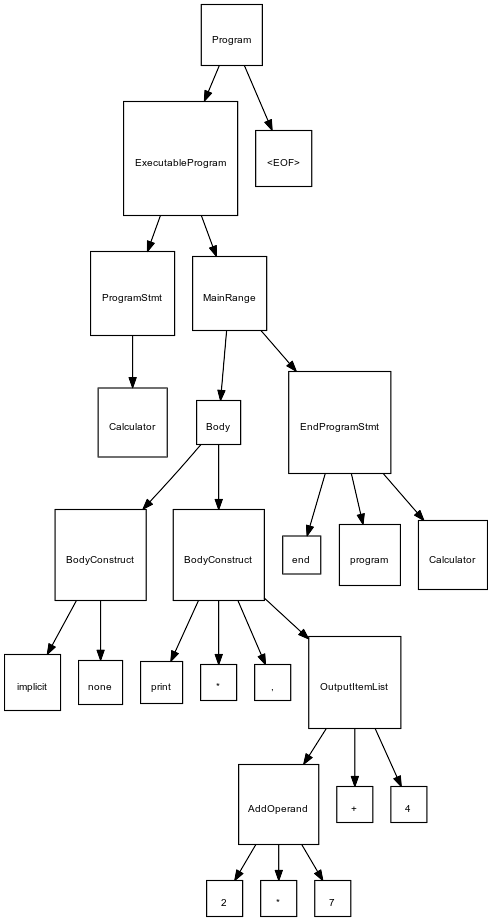 Program
ExecutableProgram
<EOF>
ProgramStmt
MainRange
Calculator
Body
EndProgramStmt
BodyConstruct
BodyConstruct
end
program
Calculator
implicit
none
print
*
,
OutputItemList
AddOperand
+
4
2
*
7